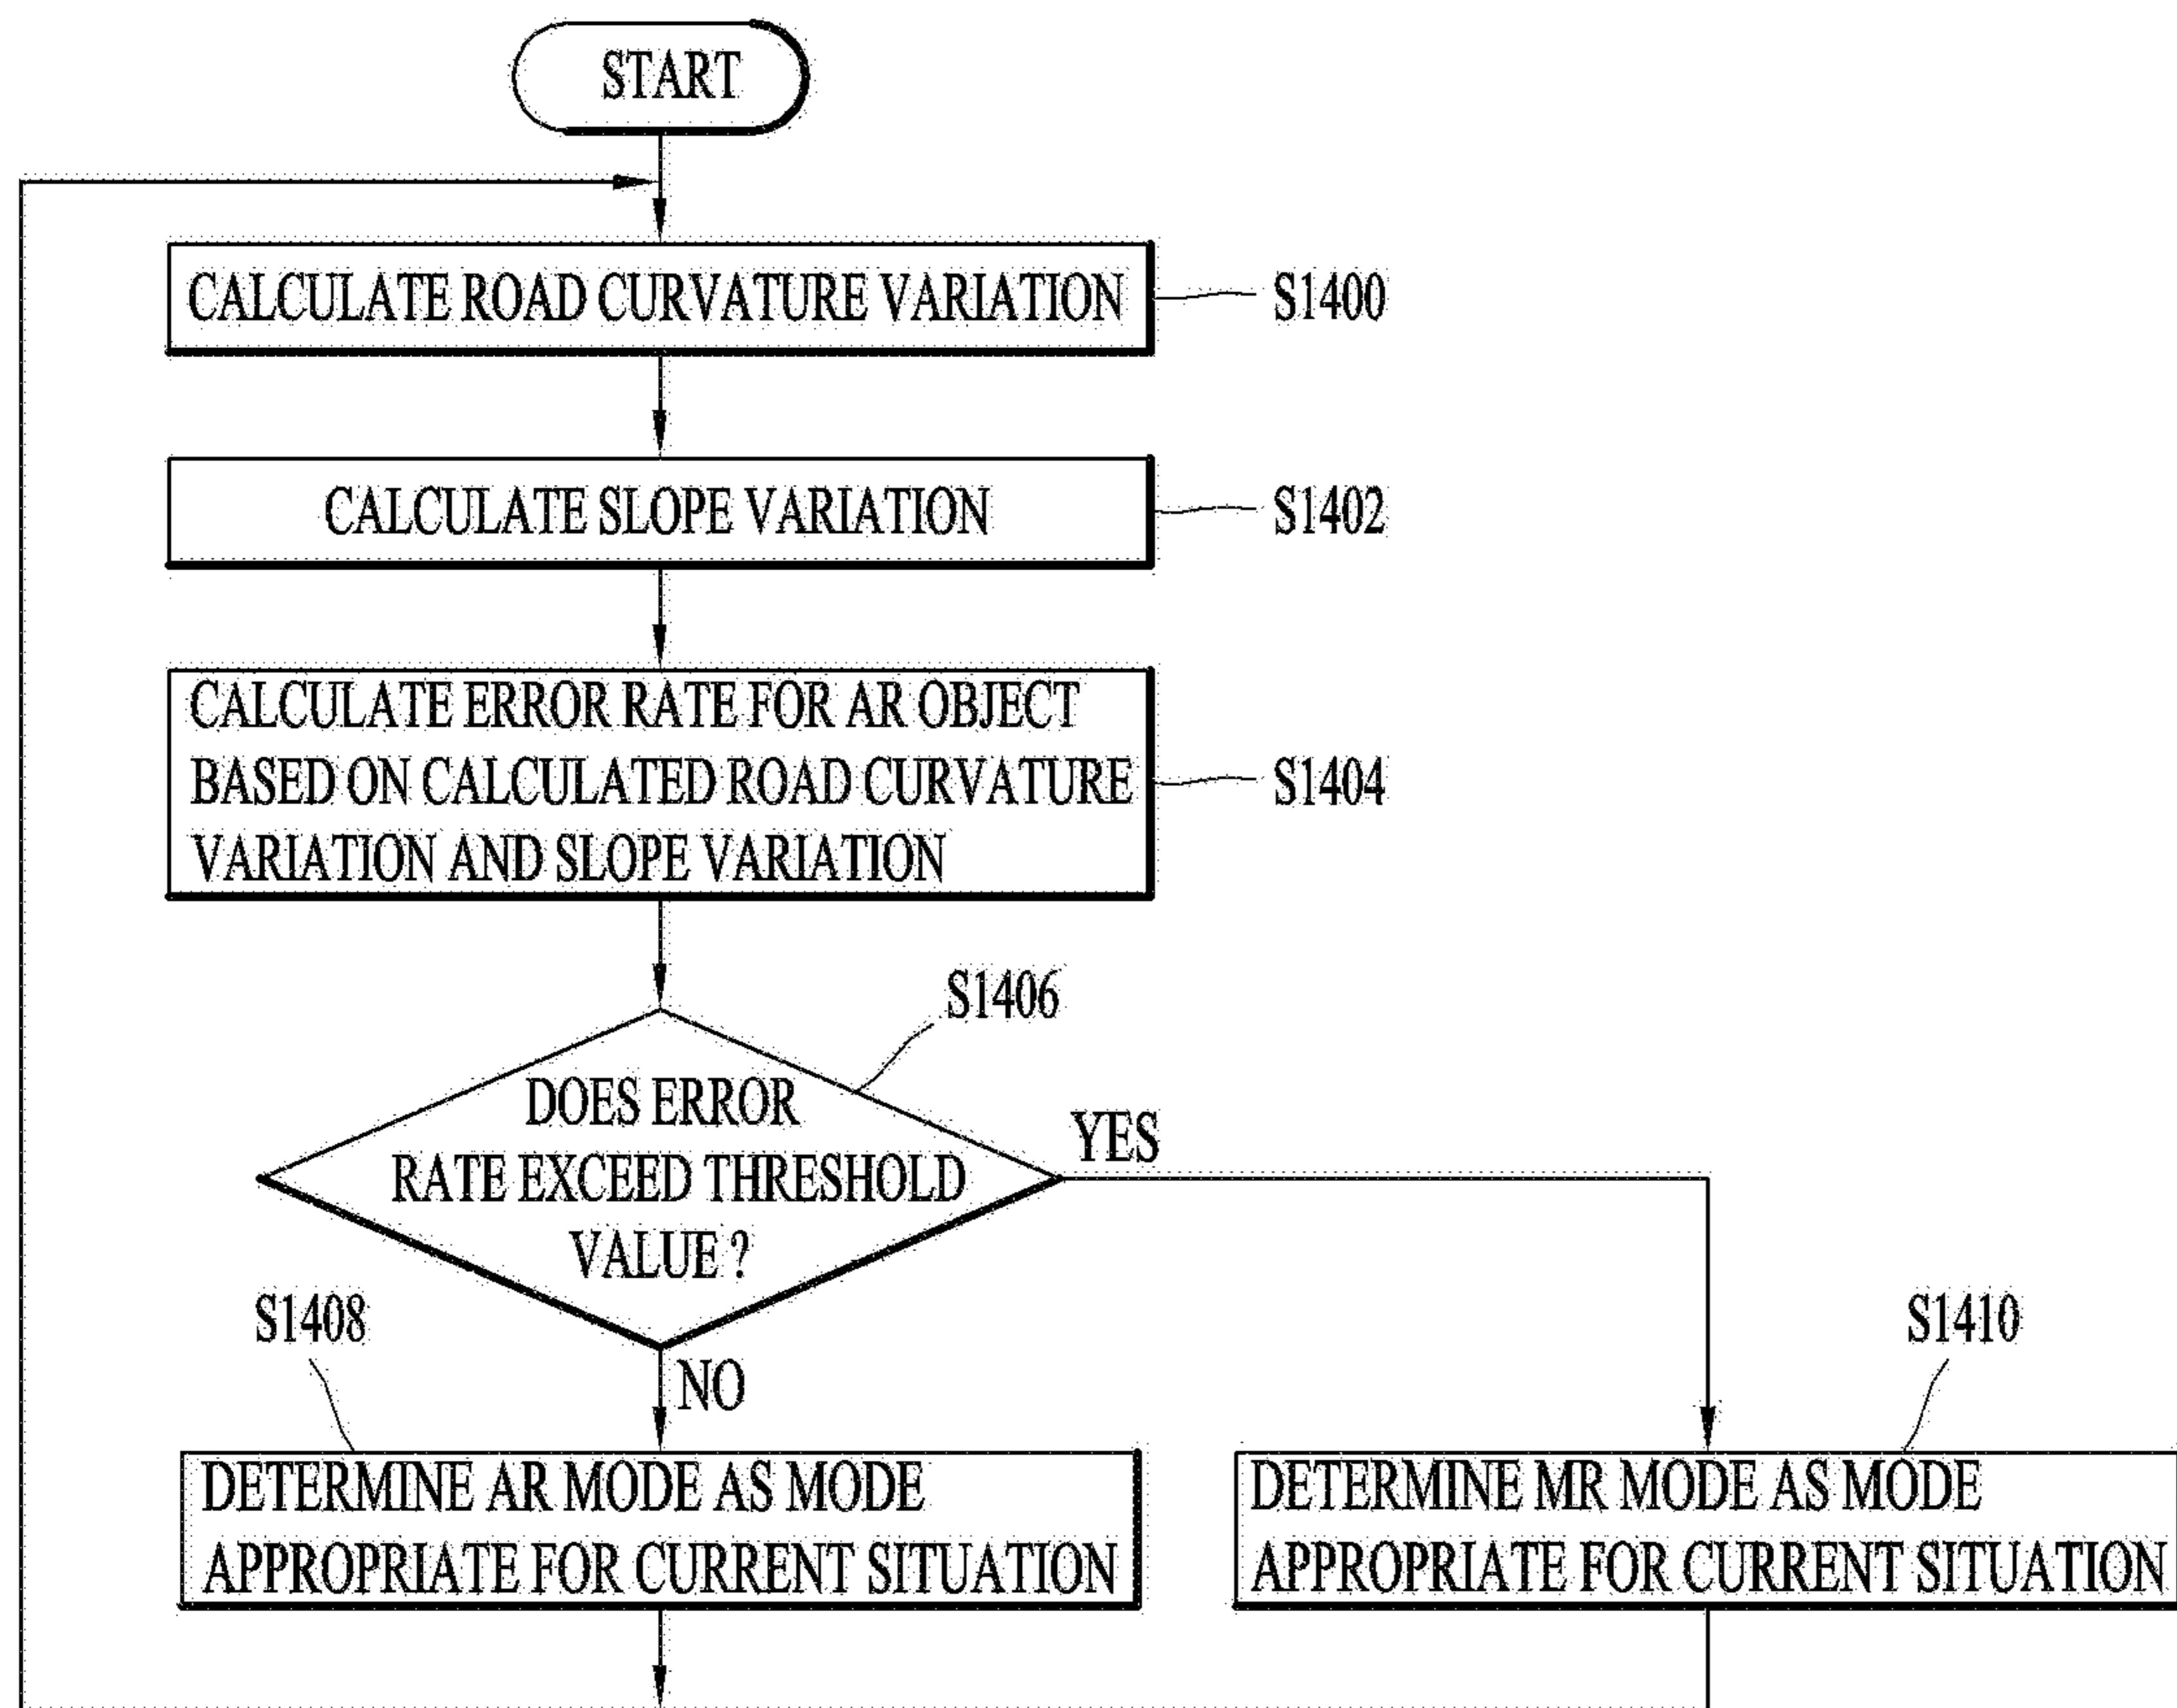 START
CALCULATE ROAD CURVATURE VARIATION
S1400
CALCULATE SLOPE VARIATION
S1402
CALCULATE ERROR RATE FOR AR OBJECT
BASED ON CALCULATED ROAD CURVATURE
VARIATION AND SLOPE VARIATION
S1404
S1406
DOES ERROR
RATE EXCEED THRESHOLD
VALUE ?
YES
NO
S1408
DETERMINE AR MODE AS MODE
APPROPRIATE FOR CURRENT SITUATION
S1410
DETERMINE MR MODE AS MODE
APPROPRIATE FOR CURRENT SITUATION